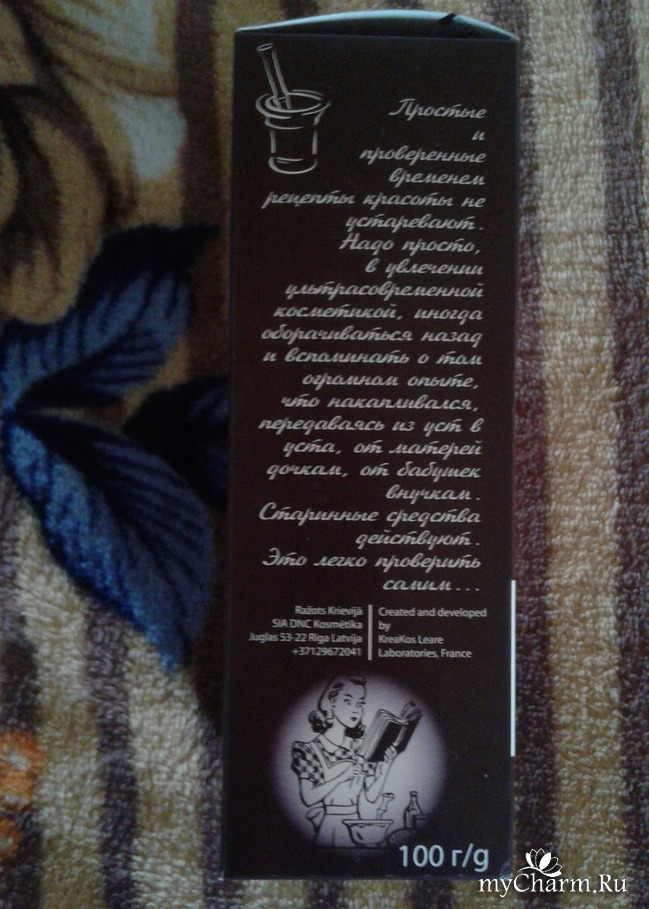 Простые
и
проверенные
временем
рецепты красоты не
устаревают.
Надо просто,
в увлечении
ультрасовременной
косметикой, иногда
оборачиваться назад
и вспоминать о том
огромном опыте,
что накапливался,
передаваясь из уст в
уста, от матерей
дочкам, от бабушек
внучкам.
Старинные средства
действуют.
Это легко проверить
самим...
Ražots Krievijā
SIA DNC Kosmētika
Juglas 53-22 Rīga Latvija
+37129672041
Created and developed
by
KreaKos Leare
Laboratories, France
100 г/g
myCharm.Ru